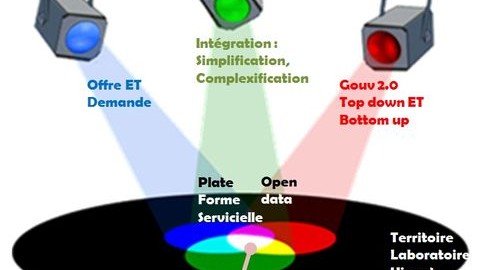 Intégration :
Simplification,
Complexification
Offre ET
Demande
Gouv 2.0
Top down ET
Bottom up
Plate
Forme
Servicielle
Open
data
Territoire
Laboratoire